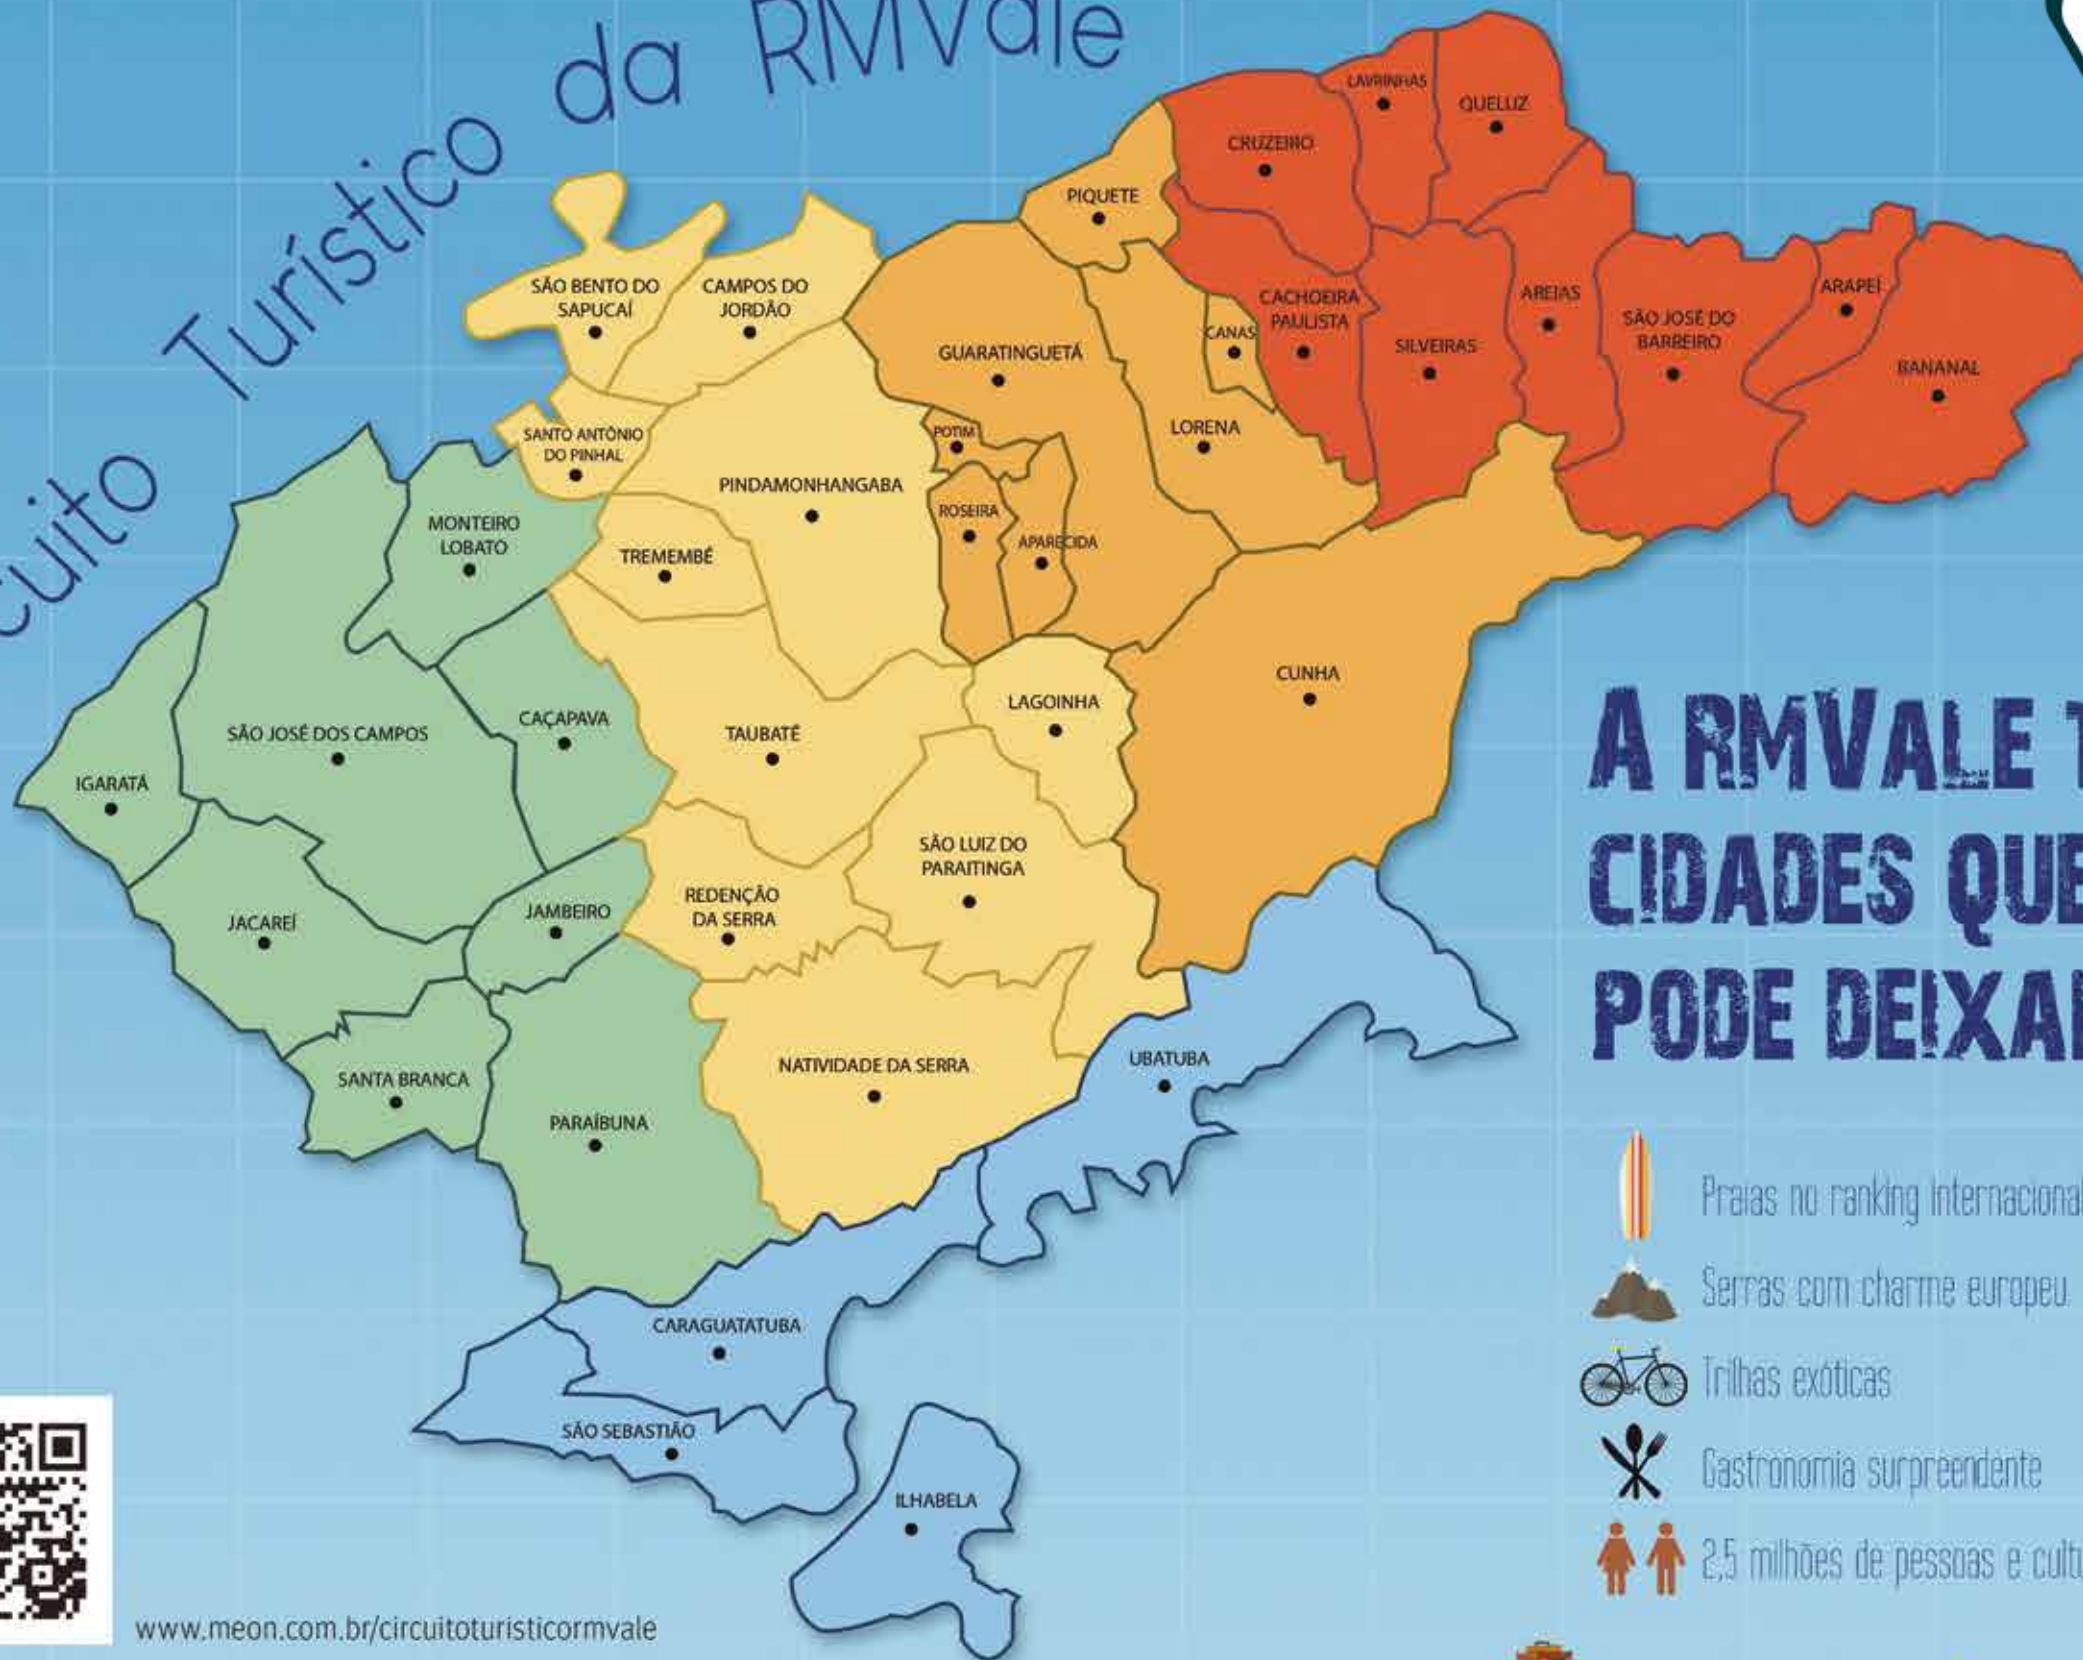 Turístico da RMVale
LAVRINHAS
QUELUZ
CRUZEIRO
PIQUETE
SÃO BENTO DO
SAPUCAÍ
CAMPOS DO
JORDÃO
CACHOEIRA
PAULISTA
AREIAS
ARAPEÍ
SÃO JOSÉ DO
BARREIRO
CANAS
SILVEIRAS
GUARATINGUETÁ
BANANAL
SANTO ANTÔNIO
DO PINHAL
POTIM
LORENA
PINDAMONHANGABA
MONTEIRO
LOBATO
ROSEIRA
APARECIDA
TREMEMBÉ
CUNHA
LAGOINHA
SÃO JOSÉ DOS CAMPOS
CAÇAPAVA
TAUBATÉ
IGARATÁ
SÃO LUIZ DO
PARAITINGA
REDENÇÃO
DA SERRA
JACAREÍ
JAMBEIRO
NATIVIDADE DA SERRA
UBATUBA
SANTA BRANCA
PARAÍBUNA
CARAGUATATUBA
SÃO SEBASTIÃO
ILHABELA
A RMVALE
CIDADES QUE
PODE
Praias no ranking internacional
Serras com charme europeu
Trilhas exóticas
Gastronomia surpreendente
2,5 milhões de pessoas e
www.meon.com.br/circuitoturisticormvale